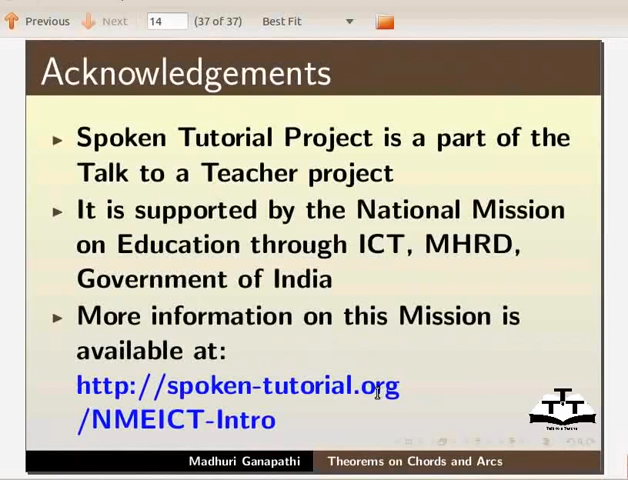 Previous Next 14 (37 of 37) Best Fit
Acknowledgements
Spoken Tutorial Project is a part of the
Talk to a Teacher project
It is supported by the National Mission
on Education through ICT, MHRD,
Government of India
More information on this Mission is
available at:
http://spoken-tutorial.org
/NMEICT-Intro
TTT
Madhuri Ganapathi Theorems on Chords and Arcs